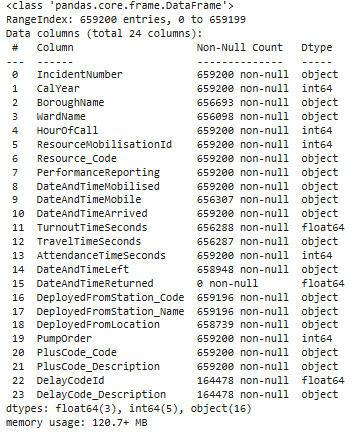 <class 'pandas.core.frame.DataFrame'>
RangeIndex: 659200 entries, 0 to 659199
Data columns (total 24 columns):
 #   Column                    Non-Null Count   Dtype
---  ------                    --------------   -----
 0   IncidentNumber            659200 non-null  object
 1   CalYear                   659200 non-null  int64
 2   BoroughName               656693 non-null  object
 3   WardName                  656098 non-null  object
 4   HourOfCall                659200 non-null  int64
 5   ResourceMobilisationId    659200 non-null  int64
 6   Resource_Code             659200 non-null  object
 7   PerformanceReporting      659200 non-null  object
 8   DateAndTimeMobilised      659200 non-null  object
 9   DateAndTimeMobile         656307 non-null  object
 10  DateAndTimeArrived        659200 non-null  object
 11  TurnoutTimeSeconds        656288 non-null  float64
 12  TravelTimeSeconds         656287 non-null  object
 13  AttendanceTimeSeconds     659200 non-null  int64
 14  DateAndTimeLeft           658948 non-null  object
 15  DateAndTimeReturned       0 non-null       float64
 16  DeployedFromStation_Code  659196 non-null  object
 17  DeployedFromStation_Name  659196 non-null  object
 18  DeployedFromLocation      658739 non-null  object
 19  PumpOrder                 659200 non-null  int64
 20  PlusCode_Code             659200 non-null  object
 21  PlusCode_Description      659200 non-null  object
 22  DelayCodeId               164478 non-null  float64
 23  DelayCode_Description     164478 non-null  object
dtypes: float64(3), int64(5), object(16)
memory usage: 120.7+ MB